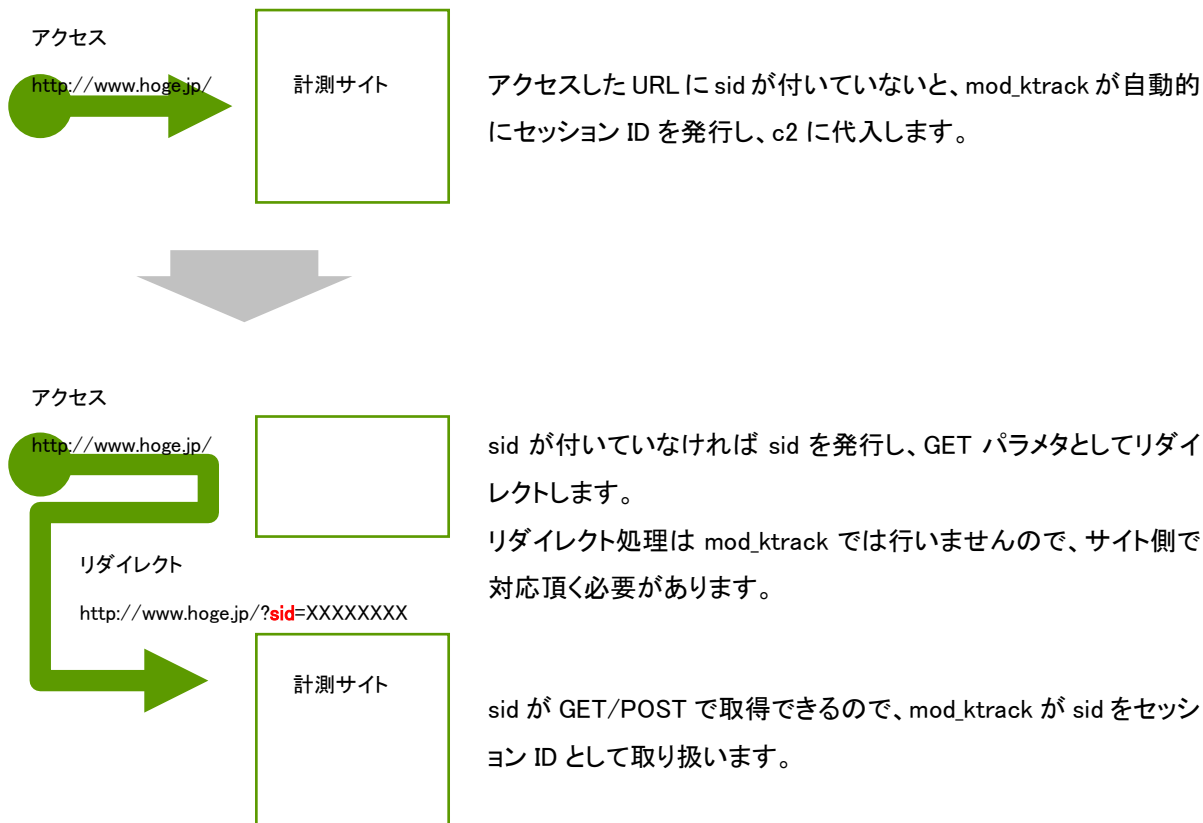 アクセス
http://www.hoge.jp/
計測サイト
アクセスした URL に sid が付いていないと、mod_ktrack が自動的
にセッション ID を発行し、c2 に代入します。
アクセス
http://www.hoge.jp/
sid が付いていなければ sid を発行し、GET パラメタとしてリダイ
レクトします。
リダイレクト処理は mod_ktrack では行いませんので、サイト側で
対応頂く必要があります。
リダイレクト
http://www.hoge.jp/?sid=XXXXXXXX
計測サイト
sid が GET/POST で取得できるので、mod_ktrack が sid をセッシ
ョン ID として取り扱います。